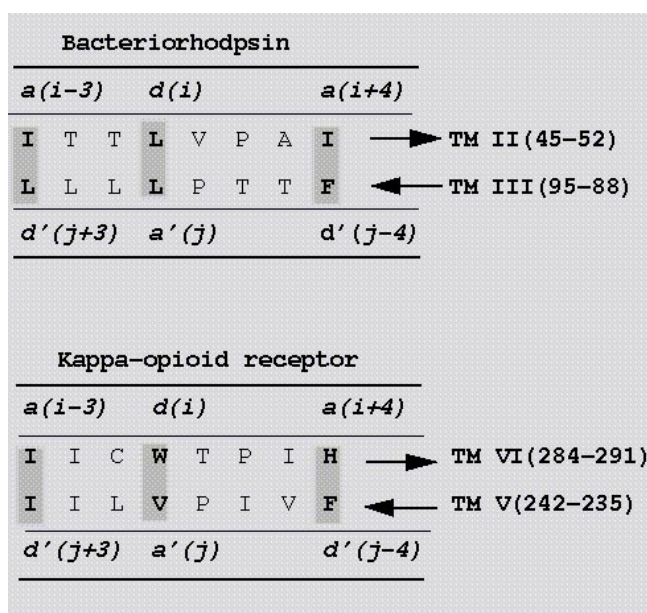 Bacteriorhodpsin
a(i-3) d(i) a(i+4)
I T T L V P A I TM II(45-52)
L L L L P T T F TM III(95-88)
d'(j+3) a'(j) d'(j-4)
Kappa-opioid receptor
a(i-3) d(i) a(i+4)
I I C W T P I H TM VI(284-291)
I I L V P I V F TM V(242-235)
d'(j+3) a'(j) d'(j-4)